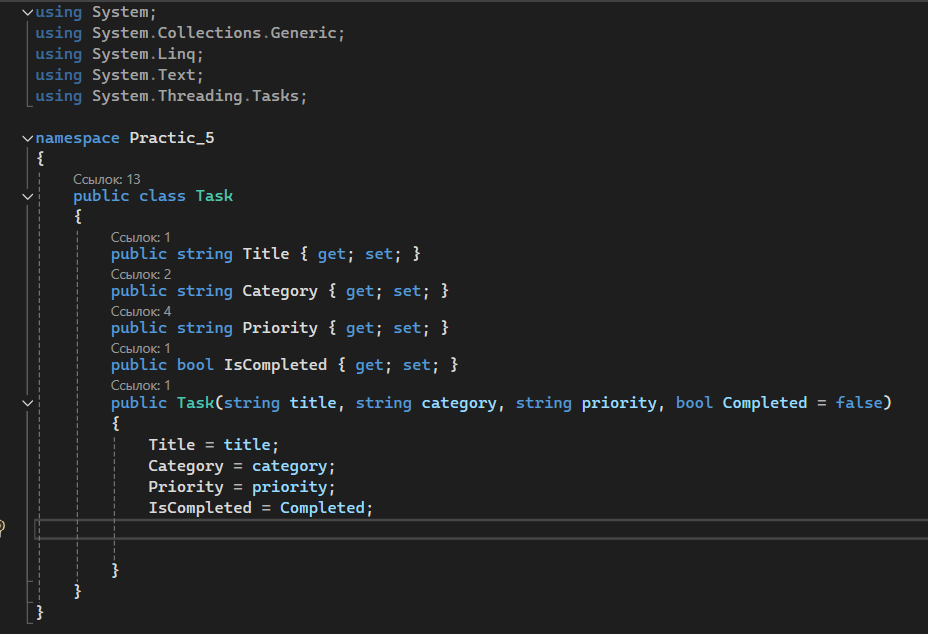 using System;
using System.Collections.Generic;
using System.Linq;
using System.Text;
using System.Threading.Tasks;
namespace Practic_5
{
Ссылок: 13
public class Task
{
Ссылок: 1
public string Title { get; set; }
Ссылок: 2
public string Category { get; set; }
Ссылок: 4
public string Priority { get; set; }
Ссылок: 1
public bool IsCompleted { get; set; }
Ссылок: 1
public Task(string title, string category, string priority, bool Completed = false)
{
Title = title;
Category = category;
Priority = priority;
IsCompleted = Completed;
}
}
}